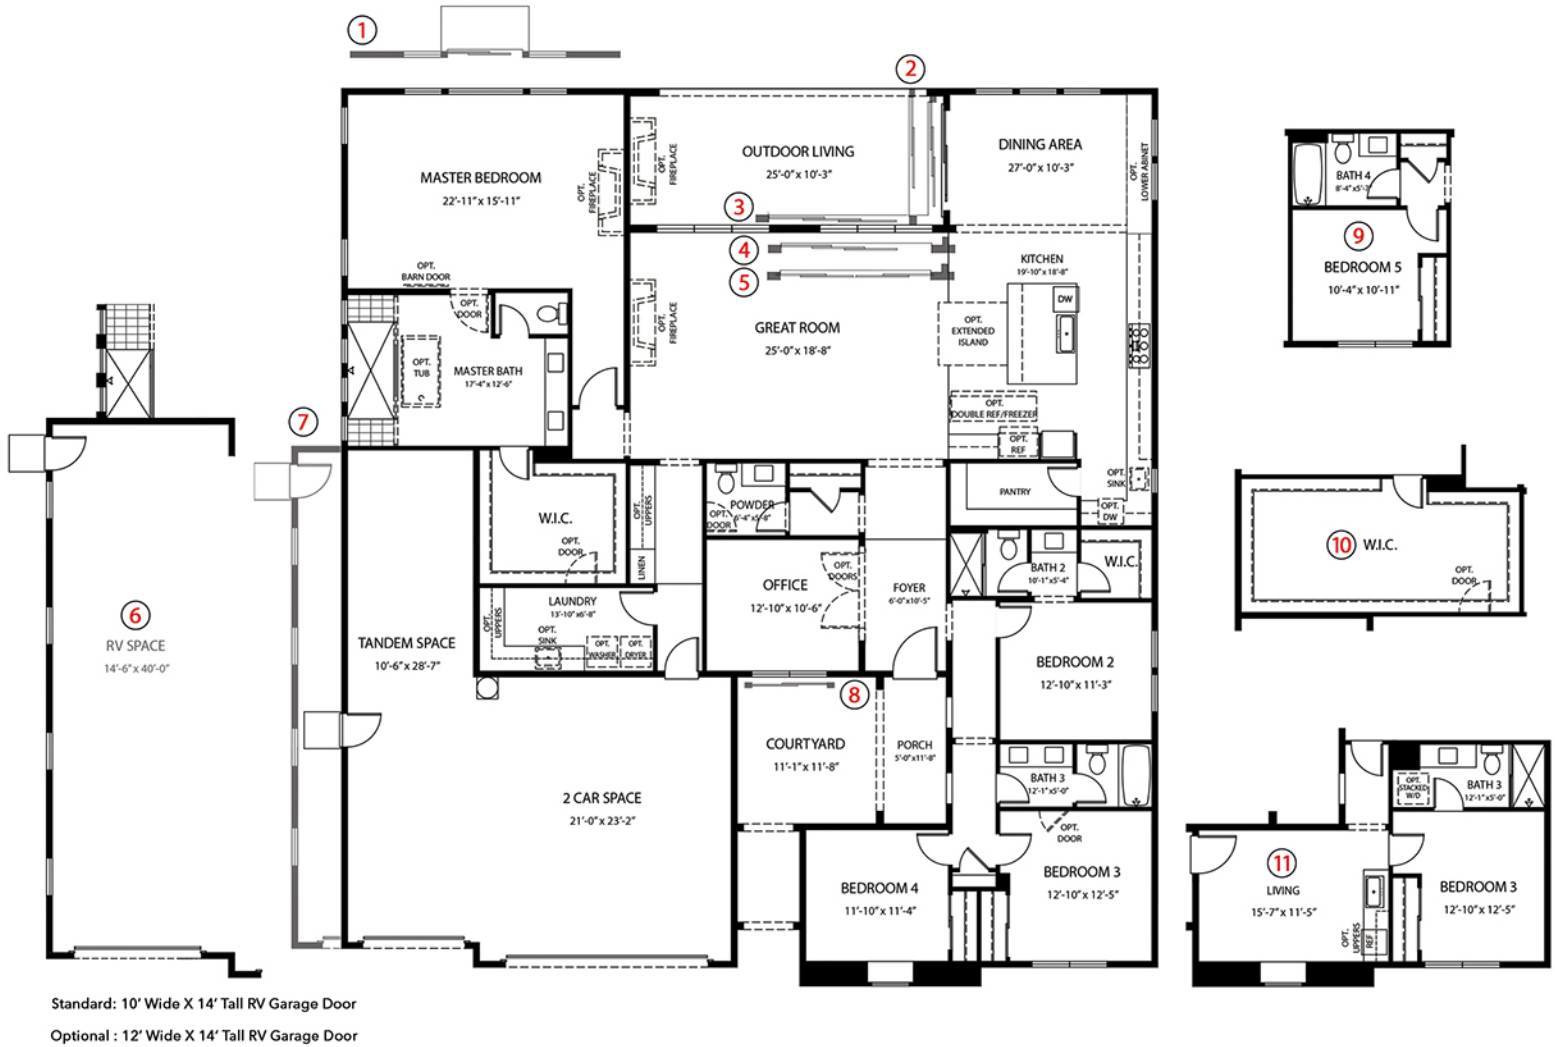 1
2
OUTDOOR LIVING
25'-0" x 10'-3"
DINING AREA
27'-0" x 10'-3"
MASTER BEDROOM
22'-11" x 15'-11"
OPT.
FIREPLACE
OPT.
FIREPLACE
OPT.
LOWER ABINET
BATH 4
3
4
5
OPT.
BARN DOOR
OPT.
DOOR
KITCHEN
19'-10" x 18'-8"
DW
OPT.
EXTENDED
ISLAND
GREAT ROOM
25'-0" x 18'-8"
OPT.
FIREPLACE
OPT.
TUB
MASTER BATH
17'-4" x 12'-6"
9
BEDROOM 5
10'-4" x 10'-11"
OPT.
DOUBLE REF/FREEZER
OPT.
REF
7
W.I.C.
OPT.
DOOR
OPT.
UPPERS
LINEN
POWDER
OPT.
DOOR
PANTRY
OPT.
SINK
OPT.
DW
10 W.I.C.
OPT.
DOOR
OFFICE
12'-10" x 10'-6"
OPT.
DOORS
FOYER
6'-0" x 10'-5"
BATH 2
10'-1" x 5'-4"
W.I.C.
LAUNDRY
13'-10" x 6'-8"
OPT.
UPPERS
OPT.
SINK
OPT.
WASHER
OPT.
DRYER
6
RV SPACE
14'-6" x 40'-0"
TANDEM SPACE
10'-6" x 28'-7"
BEDROOM 2
12'-10" x 11'-3"
8
COURTYARD
11'-1" x 11'-8"
PORCH
5'-0" x 11'-8"
BATH 3
12'-1" x 5'-0"
2 CAR SPACE
21'-0" x 23'-2"
OPT.
DOOR
BEDROOM 3
12'-10" x 12'-5"
BEDROOM 4
11'-10" x 11'-4"
OPT.
STACKED
W/D
BATH 3
12'-1" x 5'-0"
11
LIVING
15'-7" x 11'-5"
OPT.
UPPERS
REF
BEDROOM 3
12'-10" x 12'-5"
Standard: 10' Wide X 14' Tall RV Garage Door
Optional : 12' Wide X 14' Tall RV Garage Door